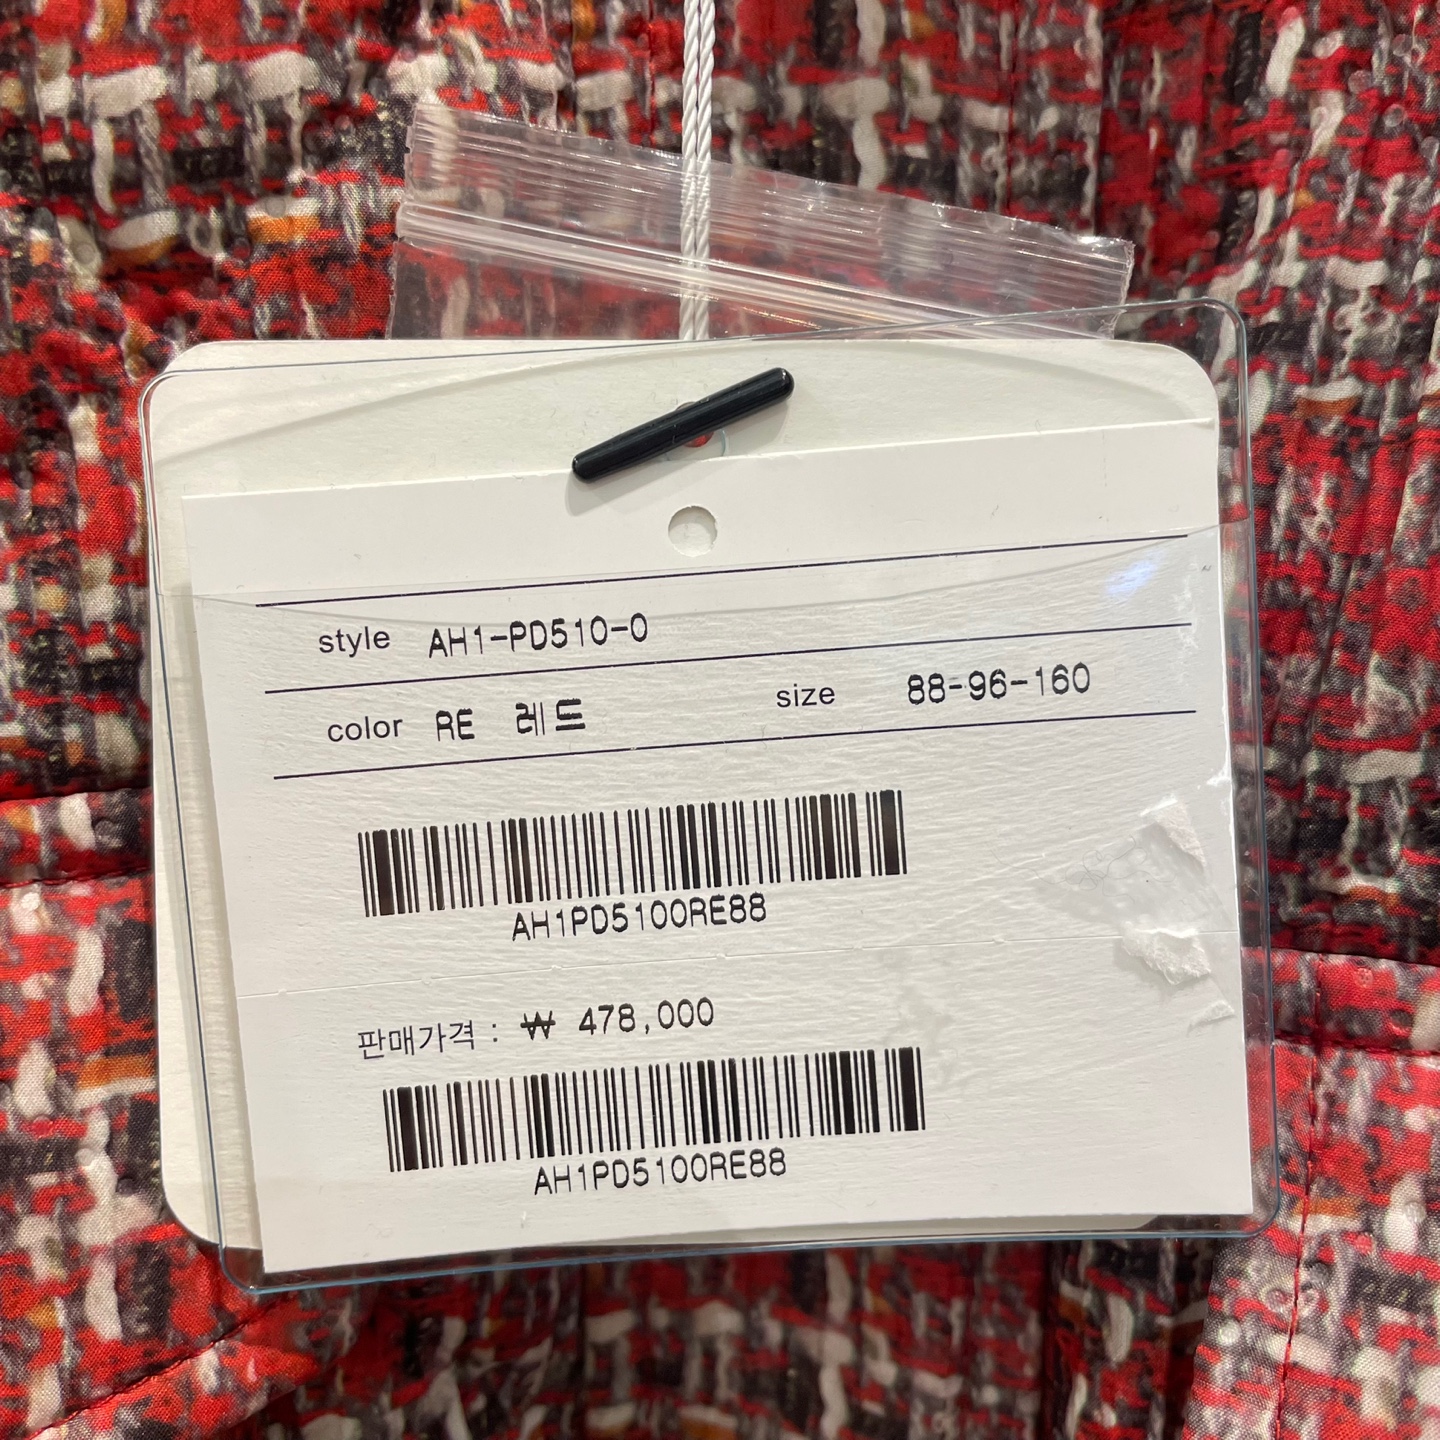 style AH1-PD510-0
color RE 레드 size 88-96-160
AH1PD5100RE88
판매가격 : ₩ 478,000
AH1PD5100RE88